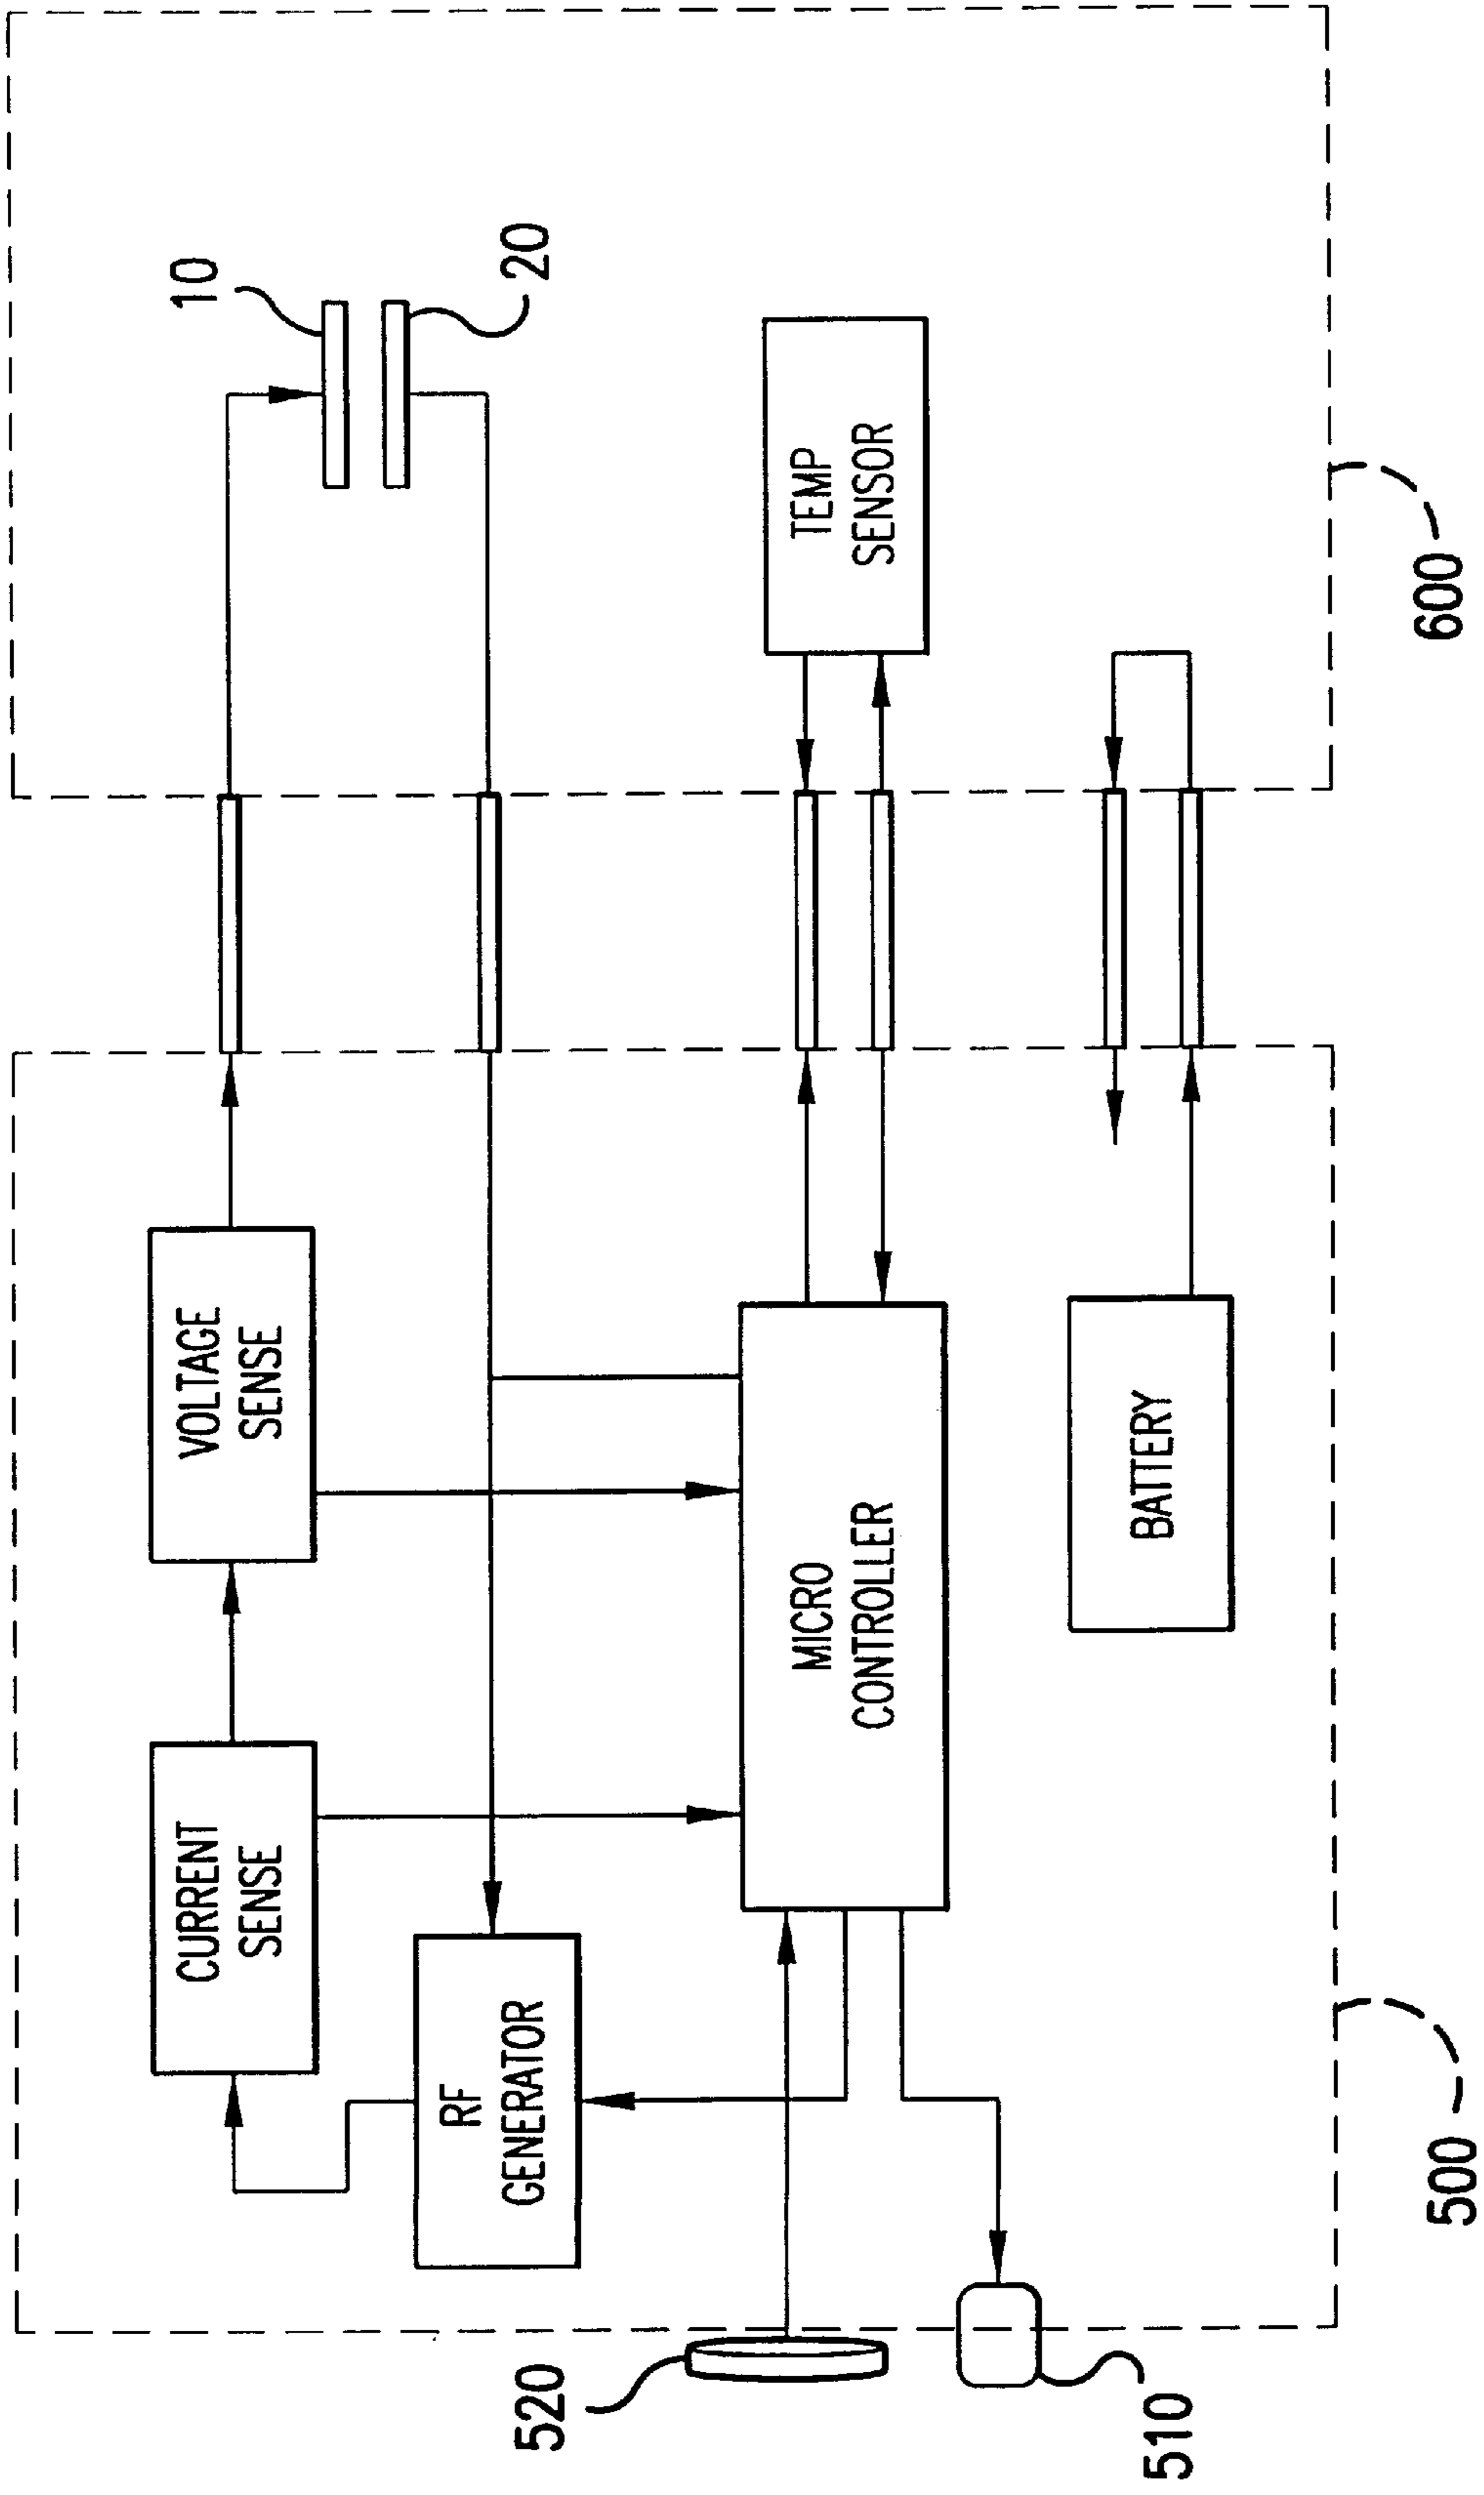 10
20
TEMP
SENSOR
600
VOLTAGE
SENSE
CURRENT
SENSE
RF
GENERATOR
MICRO
CONTROLLER
BATTERY
520
510
500